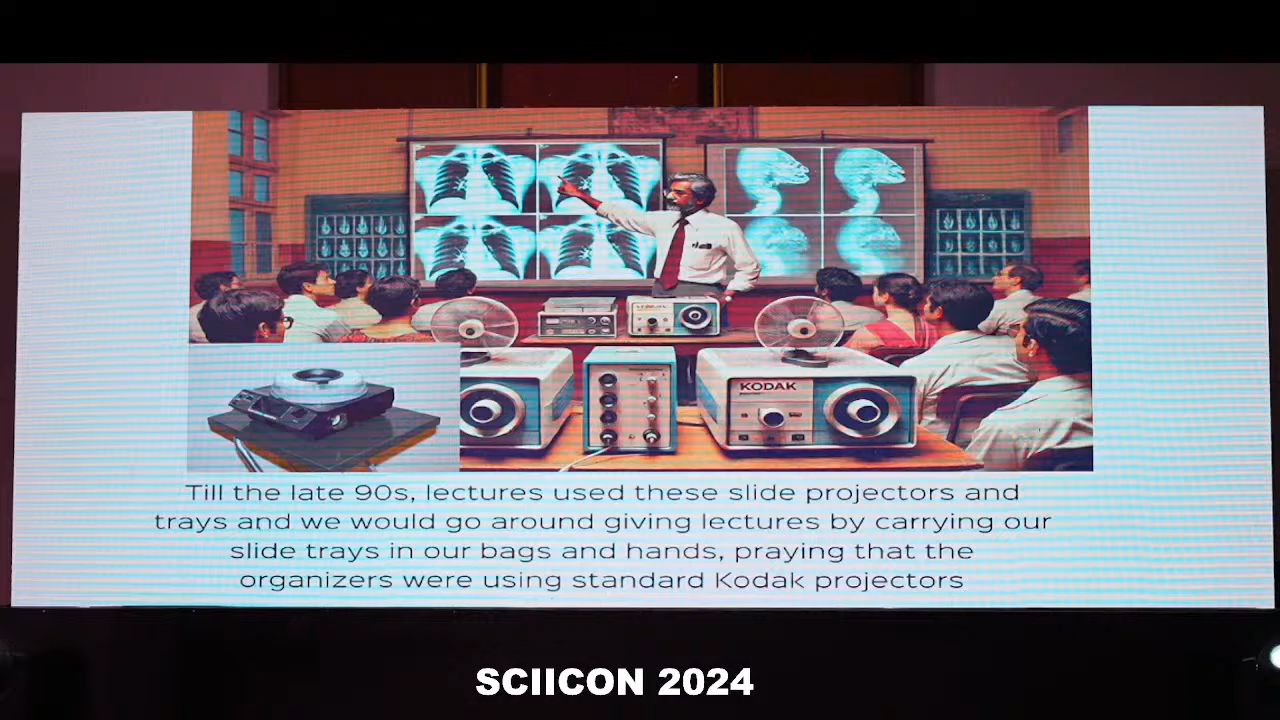 KODAK
Till the late 90s, lectures used these slide projectors and
trays and we would go around giving lectures by carrying our
slide trays in our bags and hands, praying that the
organizers were using standard Kodak projectors
SCIICON 2024